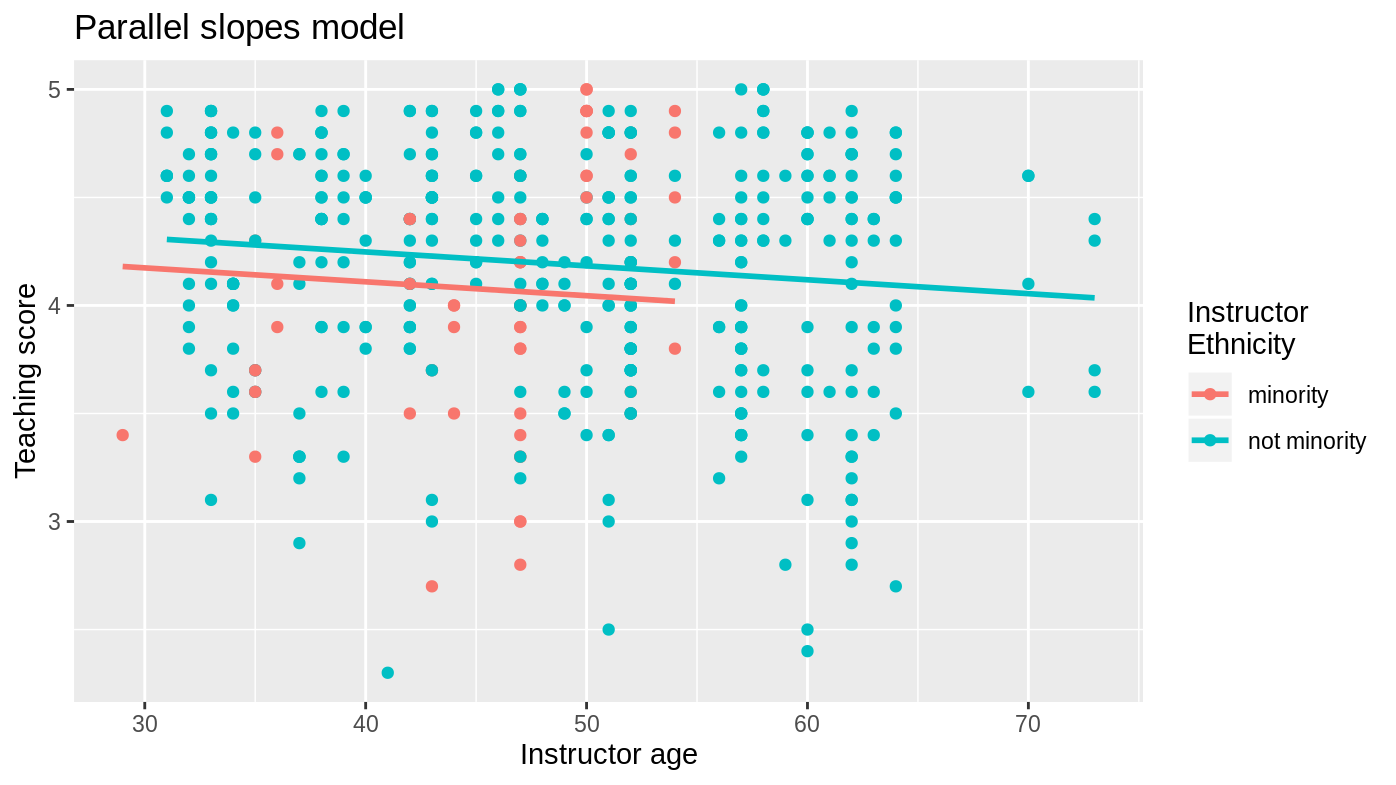 Parallel slopes model
5
4
3
Teaching score
30 40 50 60 70
Instructor age
Instructor
Ethnicity
minority
not minority